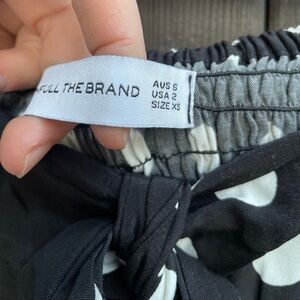 FULL THE BRAND
AUS 6
USA 2
SIZE XS